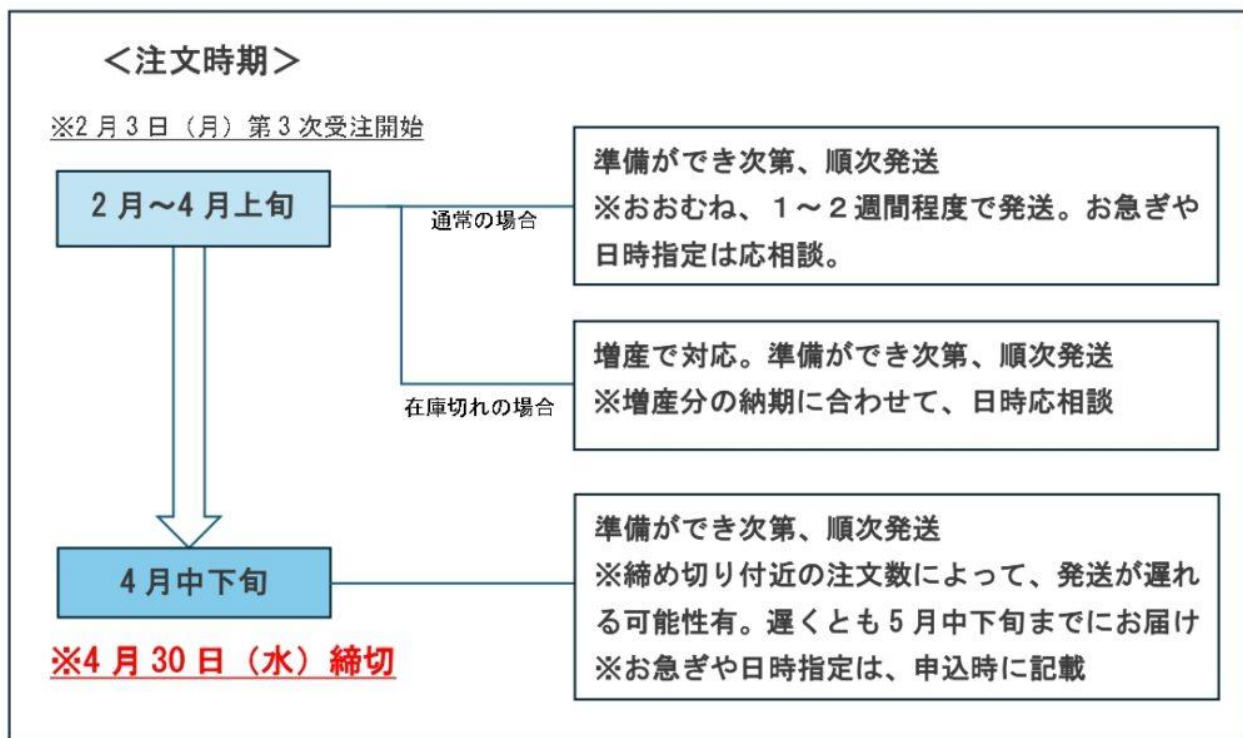 ＜注文時期＞
※2月3日（月）第3次受注開始
2月～4月上旬
通常の場合
準備ができ次第、順次発送
※おおむね、１～２週間程度で発送。お急ぎや
日時指定は応相談。
在庫切れの場合
増産で対応。準備ができ次第、順次発送
※増産分の納期に合わせて、日時応相談
4月中下旬
※4月30日（水）締切
準備ができ次第、順次発送
※締め切り付近の注文数によって、発送が遅れ
る可能性有。遅くとも5月中下旬までにお届け
※お急ぎや日時指定は、申込時に記載